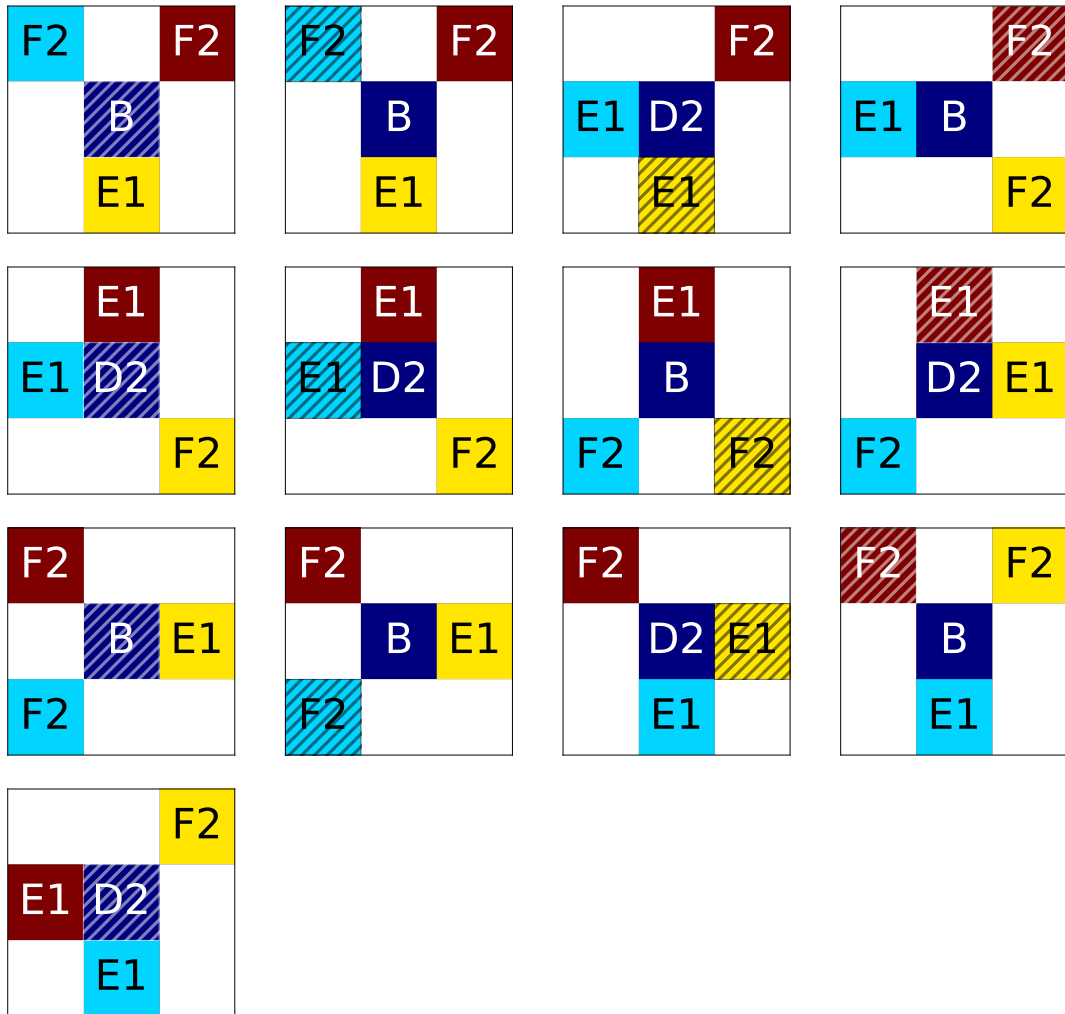 F2 F2 F2 F2 F2 F2
B B E1 D2 E1 B
E1 E1 E1 F2
E1 E1 E1 E1
E1 D2 E1 D2 B D2 E1
F2 F2 F2 F2 F2
F2 F2 F2 F2 F2
B E1 B E1 D2 E1 B
F2 F2 E1 E1
F2
E1 D2
E1